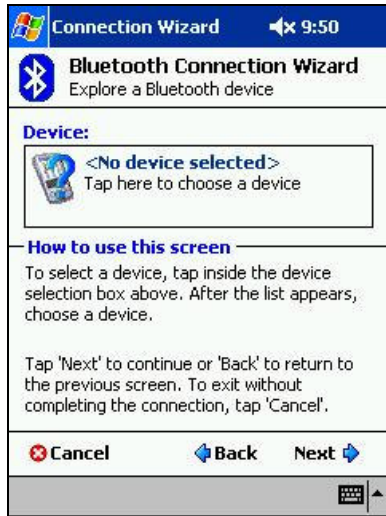 Connection Wizard 9:50
Bluetooth Connection Wizard
Explore a Bluetooth device
Device:
<No device selected>
Tap here to choose a device
How to use this screen
To select a device, tap inside the device
selection box above. After the list appears,
choose a device.
Tap 'Next' to continue or 'Back' to return to
the previous screen. To exit without
completing the connection, tap 'Cancel'.
Cancel Back Next